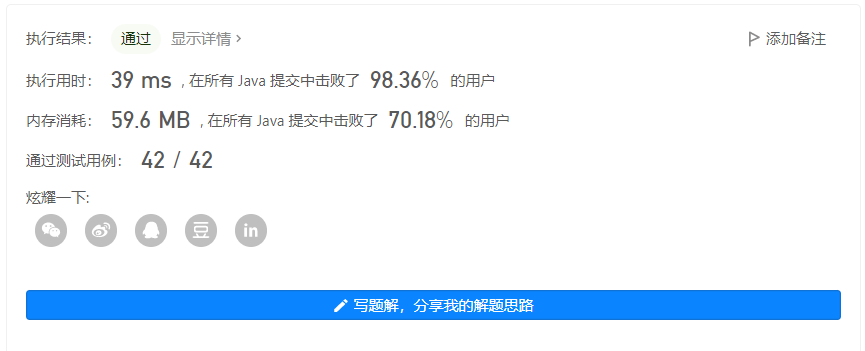 执行结果： 通过 显示详情 › 添加备注
执行用时： 39 ms , 在所有 Java 提交中击败了 98.36% 的用户
内存消耗： 59.6 MB , 在所有 Java 提交中击败了 70.18% 的用户
通过测试用例： 42 / 42
炫耀一下:
豆 in
写题解，分享我的解题思路